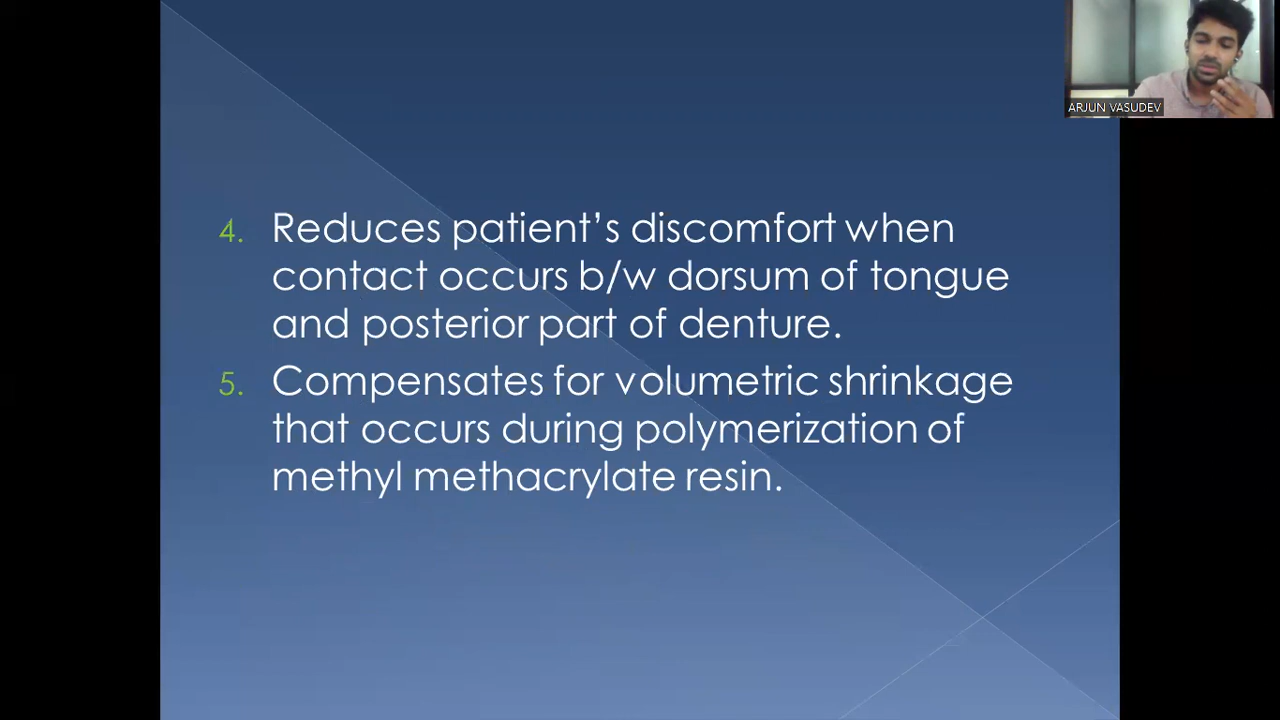 ARJUN VASUDEV
4. Reduces patient’s discomfort when
contact occurs b/w dorsum of tongue
and posterior part of denture.
5. Compensates for volumetric shrinkage
that occurs during polymerization of
methyl methacrylate resin.